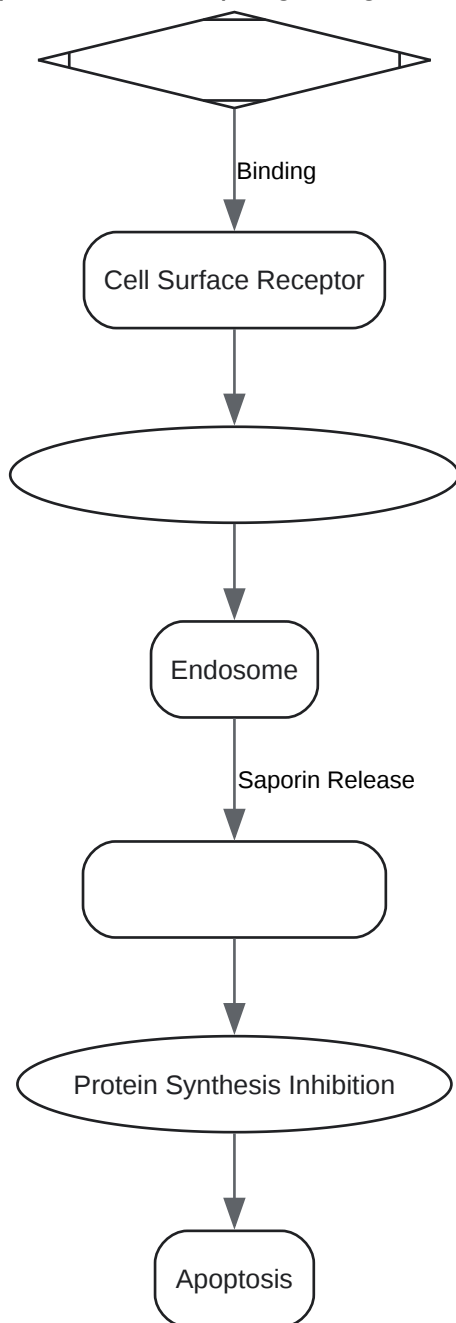 Binding
Cell Surface Receptor
Endosome
Saporin Release
Protein Synthesis Inhibition
Apoptosis